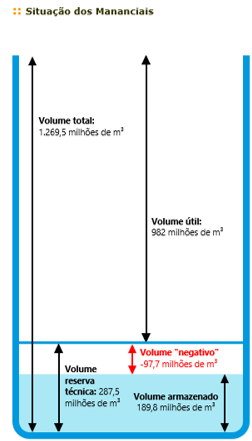 Situação dos Mananciais
Volume total:
1.269,5 milhões de m³
Volume útil:
982 milhões de m³
Volume "negativo"
-97,7 milhões de m³
Volume
reserva
técnica: 287,5
milhões de m³
Volume armazenado
189,8 milhões de m³